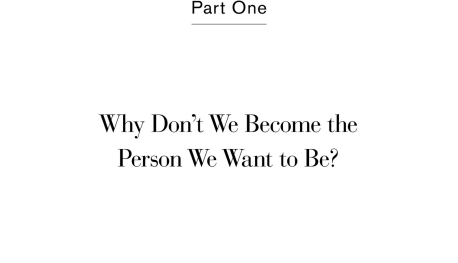 Part One
Why Don’t We Become the
Person We Want to Be?